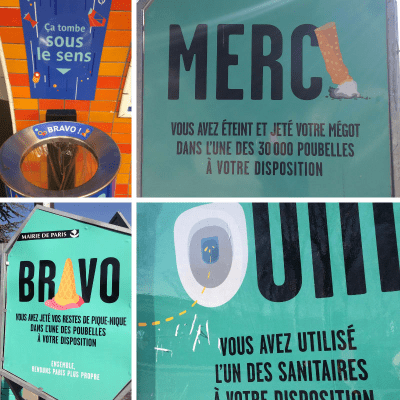 Ça tombe
sous
le sens
BRAVO !
MERCI
VOUS AVEZ ÉTEINT ET JETÉ VOTRE MÉGOT
DANS L'UNE DES 30 000 POUBELLES
À VOTRE DISPOSITION
MAIRIE DE PARIS
BRAVO
VOUS AVEZ JETÉ VOS RESTES DE PIQUE-NIQUE
DANS L'UNE DES POUBELLES
À VOTRE DISPOSITION
ENSEMBLE,
RENDONS PARIS PLUS PROPRE
OUII
VOUS AVEZ UTILISÉ
L'UN DES SANITAIRES
À VOTRE DISPOSITION